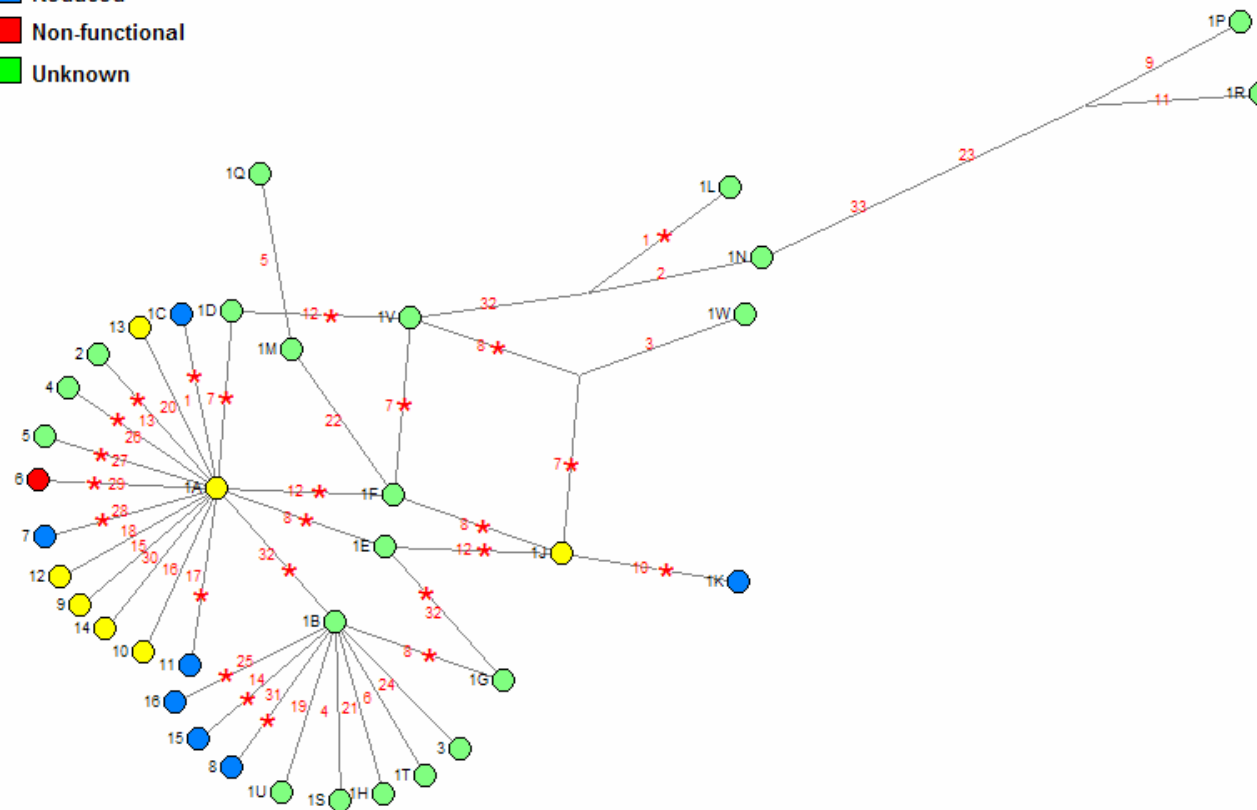 Reduced
Non-functional
Unknown
1P
9
1R
11
23
1Q
1L
33
1 *
1N
5
2
32
1C
1D
12 *
1V
1W
13
8 *
3
2
1M
4
* 20 1 * 7 *
7 *
* 13
22
26
5
* 27
7 *
6
* 29
1A
12 *
1F
* 28
8 *
8 *
7
18
1E
12 *
1J
15
32
10 *
1K
12
30
16
17
*
*
9
*
32
14
1B
10
11
25
8 *
1G
16
*
14
24
*
31
6
19
4
21
15
*
3
8
1T
1U
1S
1H